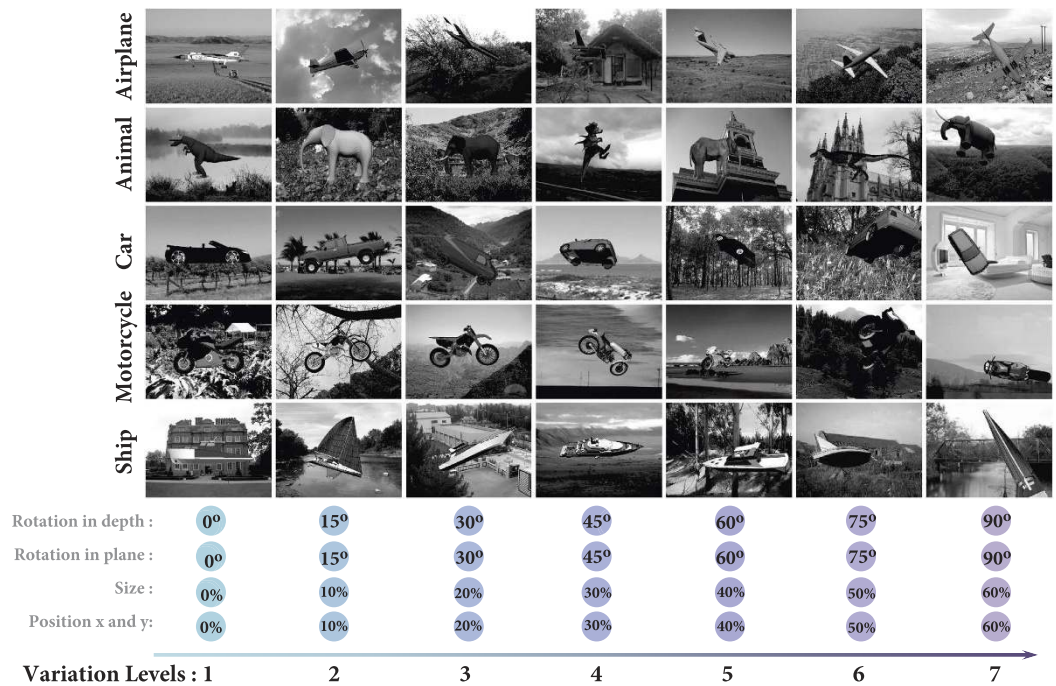 Airplane
Animal
Car
Motorcycle
Ship
Rotation in depth : 0º 15º 30º 45º 60º 75º 90º
Rotation in plane : 0º 15º 30º 45º 60º 75º 90º
Size : 0% 10% 20% 30% 40% 50% 60%
Position x and y: 0% 10% 20% 30% 40% 50% 60%
Variation Levels : 1 2 3 4 5 6 7